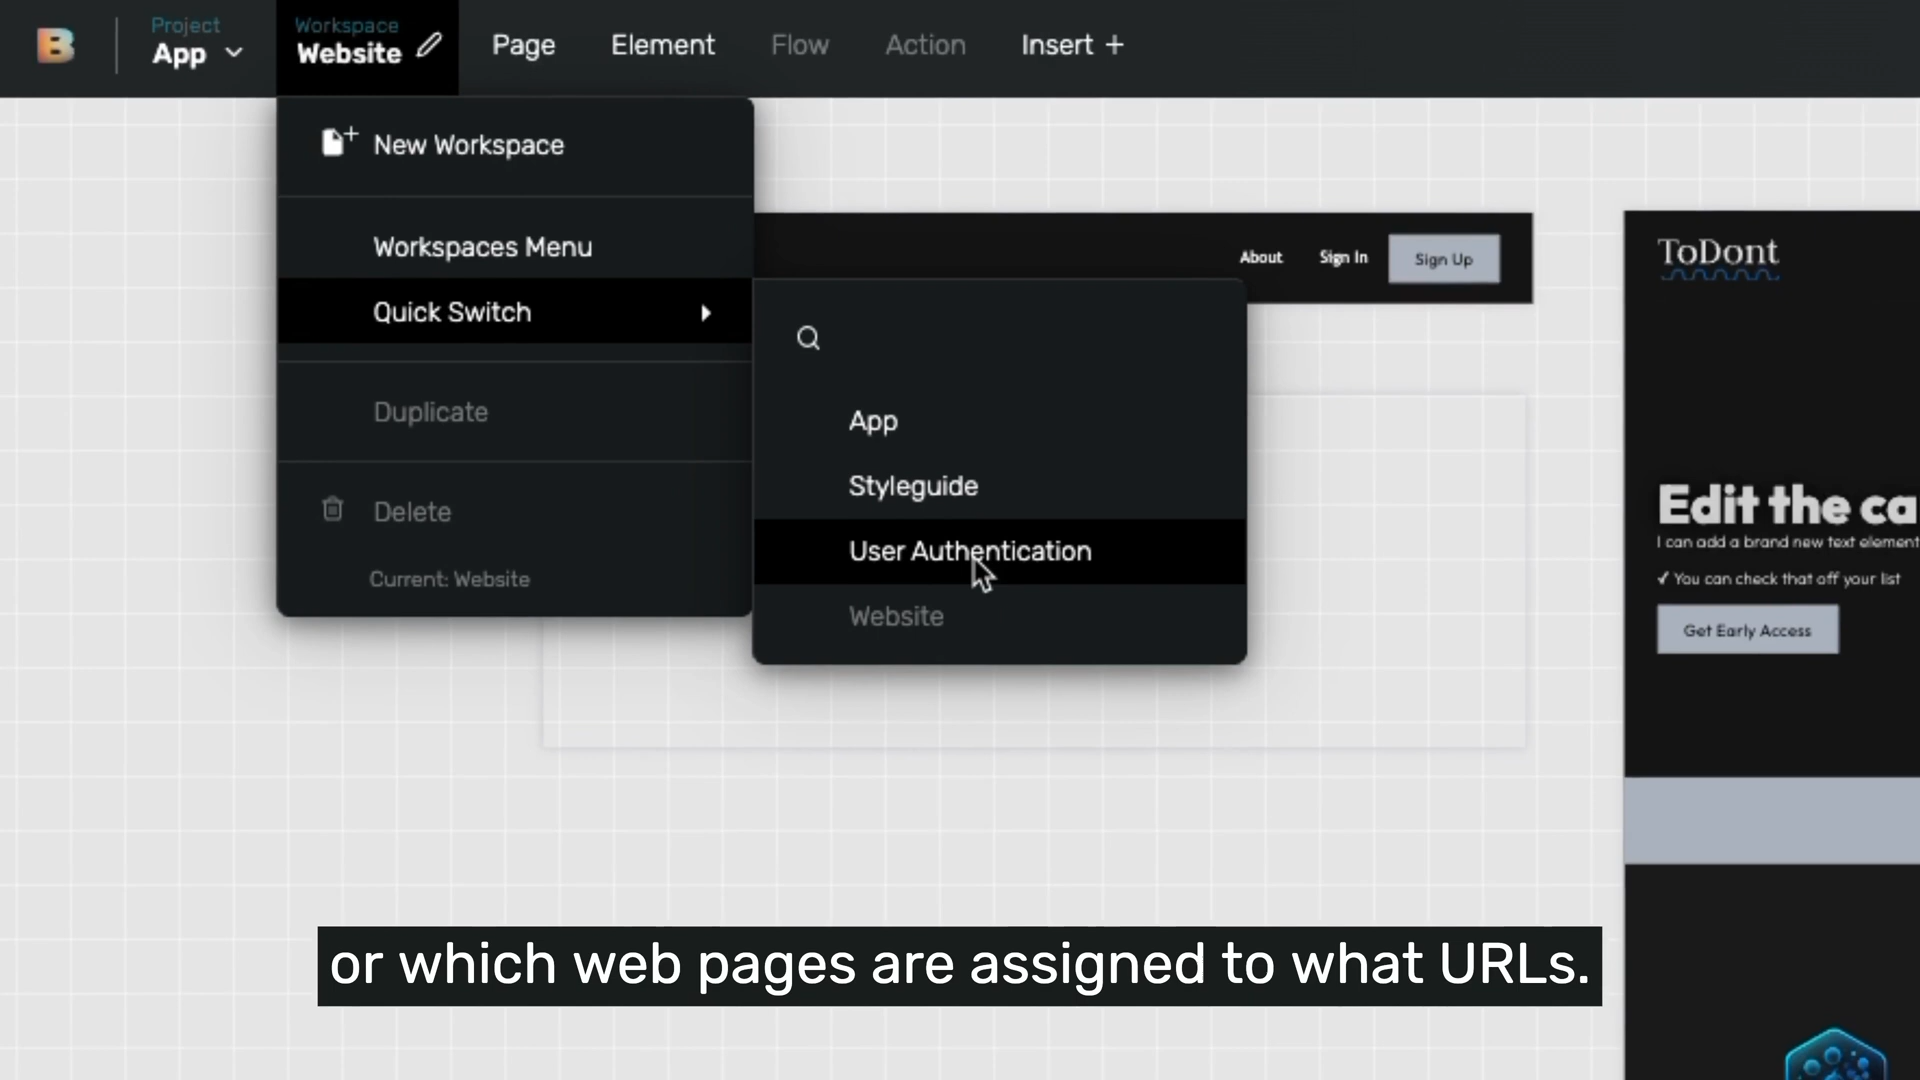 B
Project
App
Workspace
Website
Page
Element
Flow
Action
Insert +
New Workspace
Workspaces Menu
Quick Switch
Duplicate
Delete
Current: Website
App
Styleguide
User Authentication
Website
About
Sign In
Sign Up
ToDont
Edit the ca
I can add a brand new text element
✓ You can check that off your list
Get Early Access
or which web pages are assigned to what URLs.